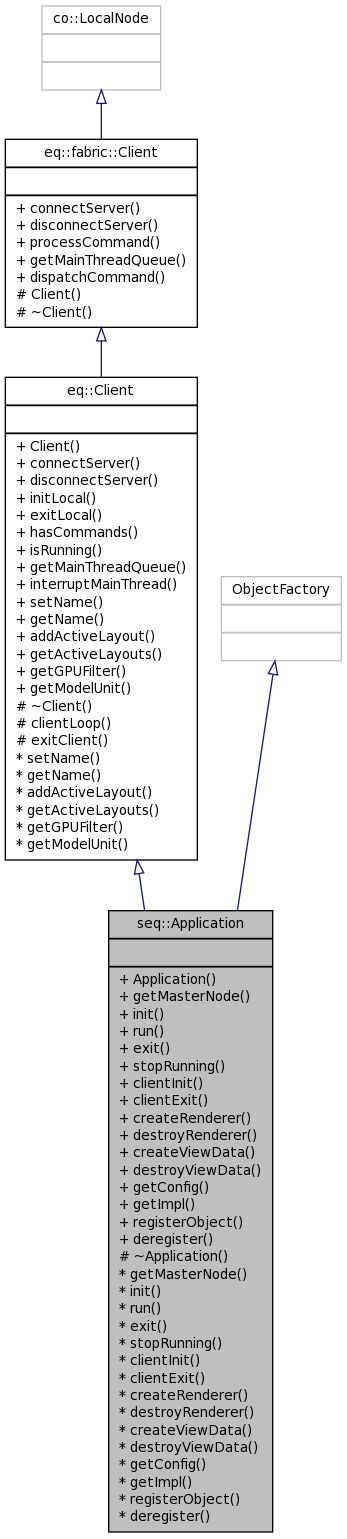 co::LocalNode
eq::fabric::Client
+ connectServer()
+ disconnectServer()
+ processCommand()
+ getMainThreadQueue()
+ dispatchCommand()
# Client()
# ~Client()
eq::Client
+ Client()
+ connectServer()
+ disconnectServer()
+ initLocal()
+ exitLocal()
+ hasCommands()
+ isRunning()
+ getMainThreadQueue()
+ interruptMainThread()
+ setName()
+ getName()
+ addActiveLayout()
+ getActiveLayouts()
+ getGPUFilter()
+ getModelUnit()
# ~Client()
# clientLoop()
# exitClient()
* setName()
* getName()
* addActiveLayout()
* getActiveLayouts()
* getGPUFilter()
* getModelUnit()
ObjectFactory
seq::Application
+ Application()
+ getMasterNode()
+ init()
+ run()
+ exit()
+ stopRunning()
+ clientInit()
+ clientExit()
+ createRenderer()
+ destroyRenderer()
+ createViewData()
+ destroyViewData()
+ getConfig()
+ getImpl()
+ registerObject()
+ deregister()
# ~Application()
* getMasterNode()
* init()
* run()
* exit()
* stopRunning()
* clientInit()
* clientExit()
* createRenderer()
* destroyRenderer()
* createViewData()
* destroyViewData()
* getConfig()
* getImpl()
* registerObject()
* deregister()